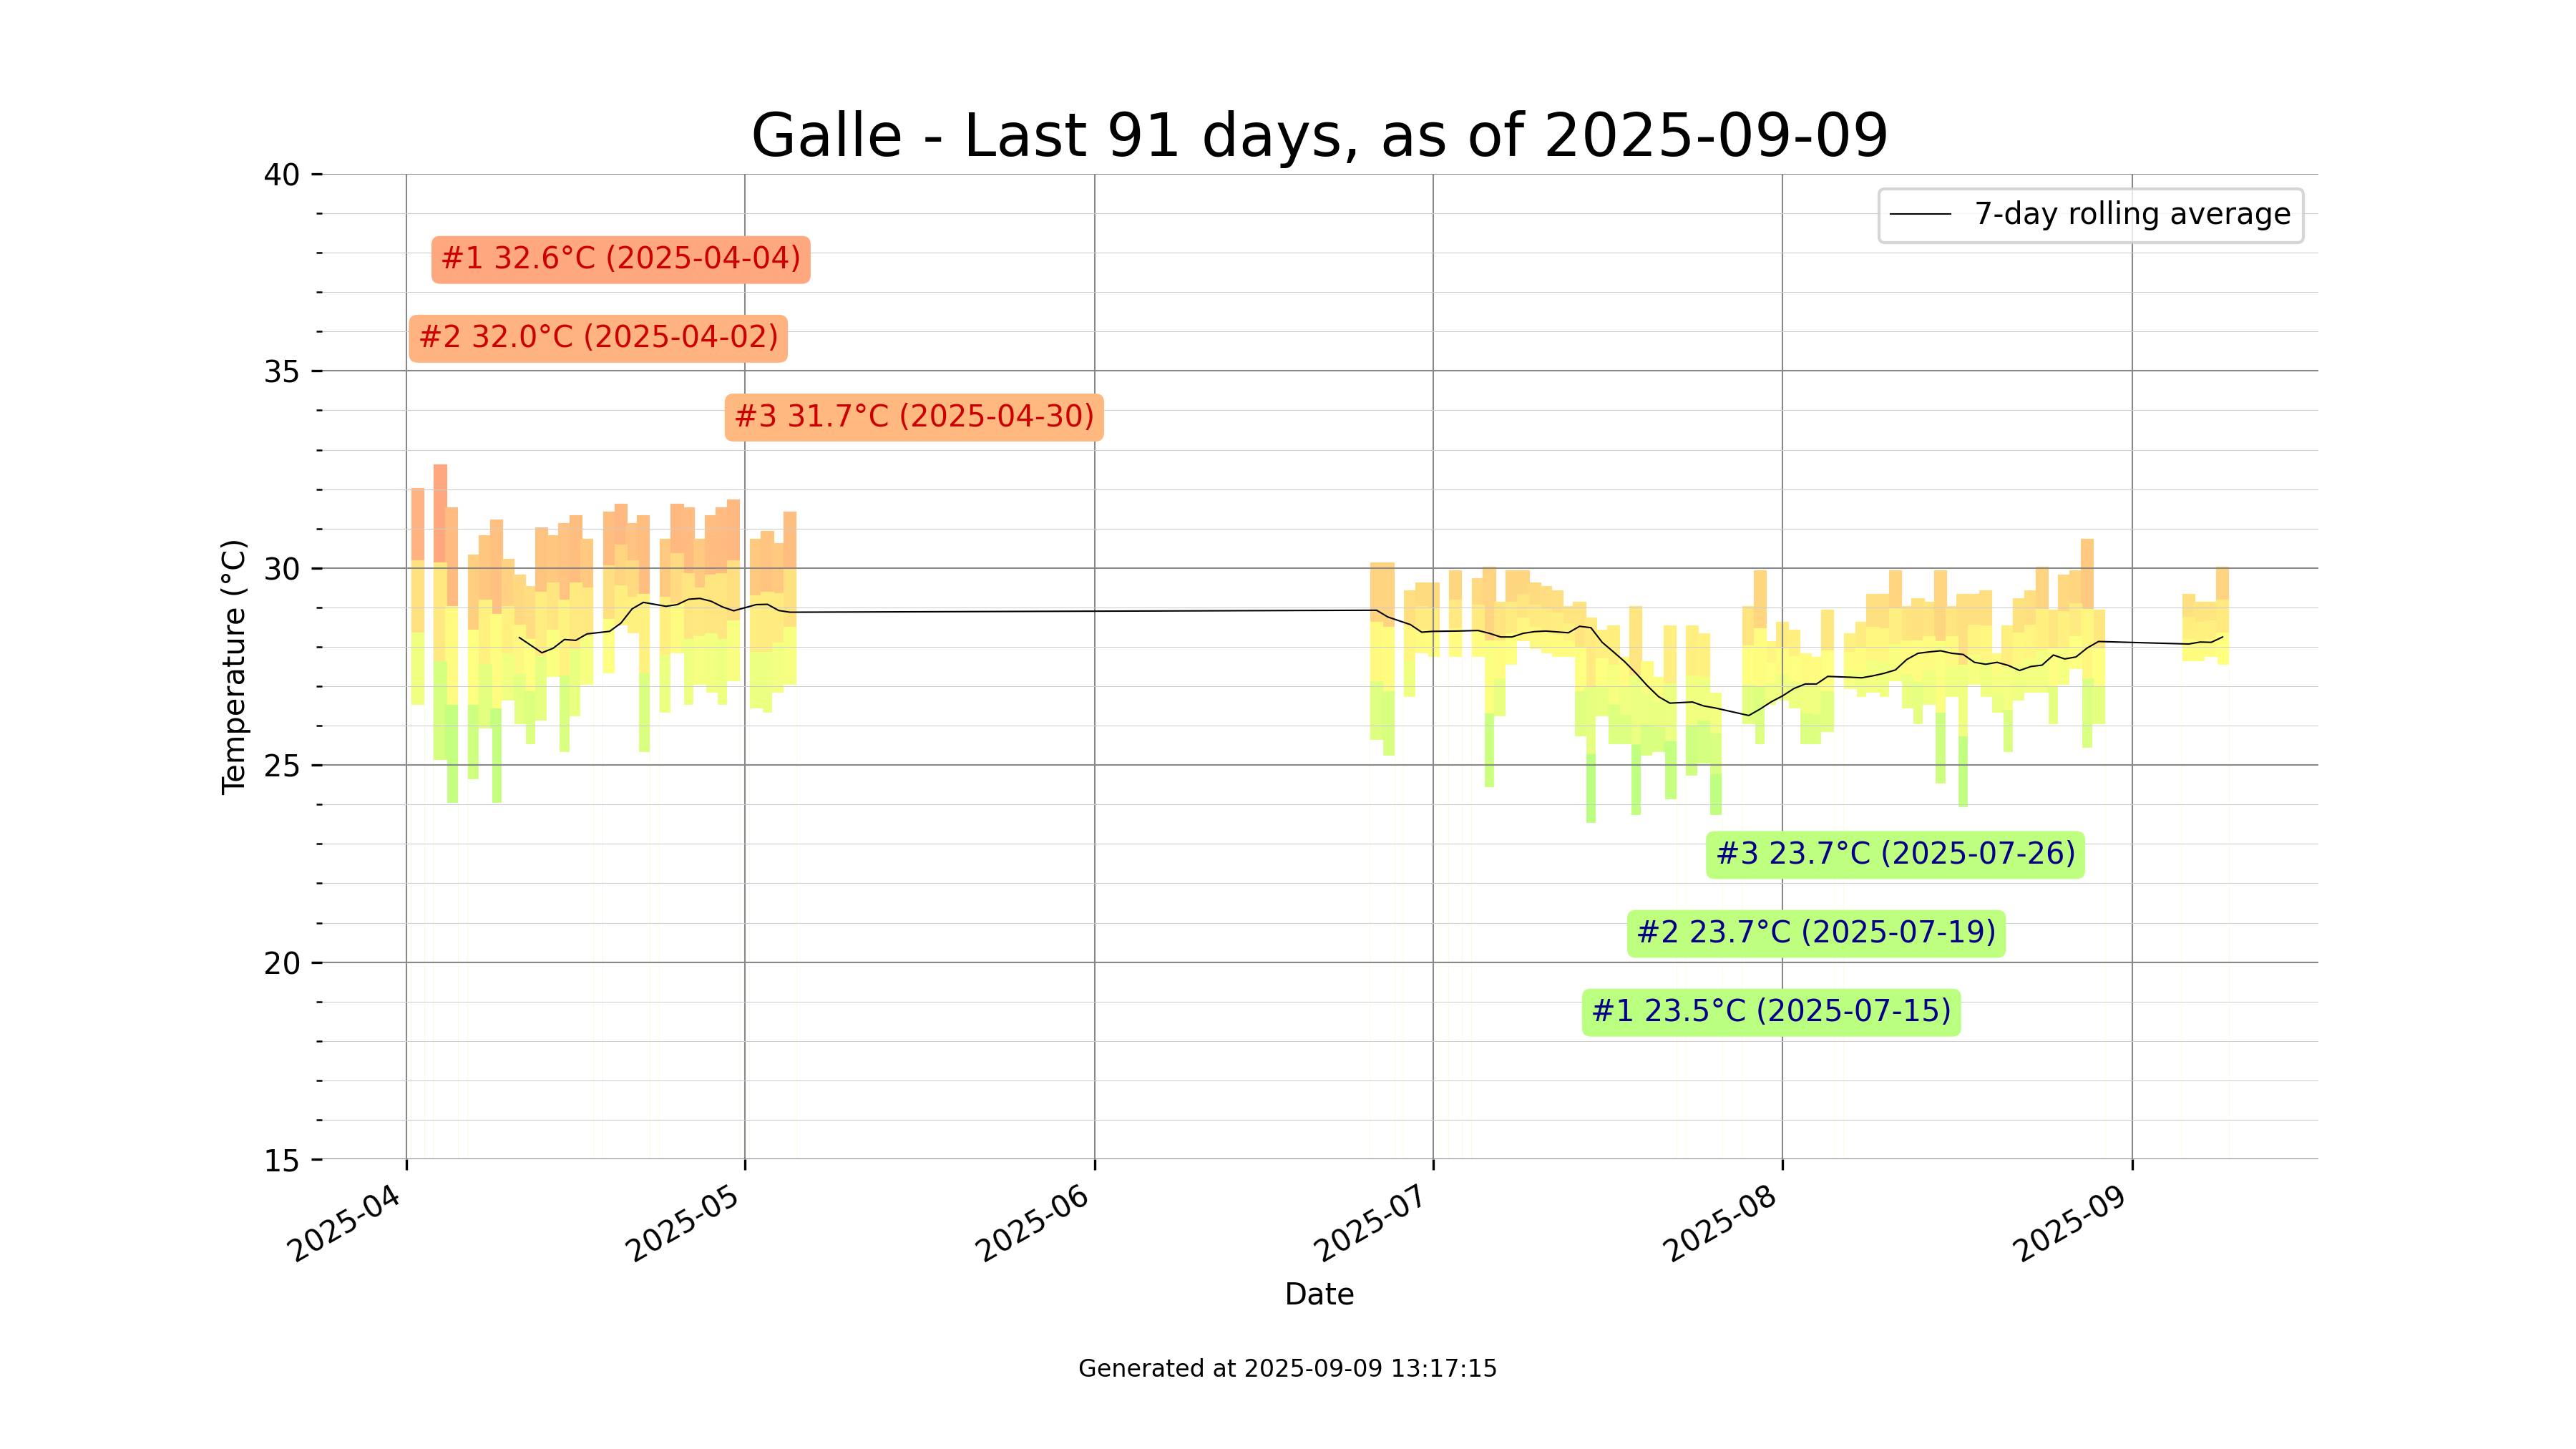 Galle - Last 91 days, as of 2025-09-09
40
35
30
25
20
15
Temperature (°C)
7-day rolling average
#1 32.6°C (2025-04-04)
#2 32.0°C (2025-04-02)
#3 31.7°C (2025-04-30)
#3 23.7°C (2025-07-26)
#2 23.7°C (2025-07-19)
#1 23.5°C (2025-07-15)
2025-04
2025-05
2025-06
2025-07
2025-08
2025-09
Date
Generated at 2025-09-09 13:17:15